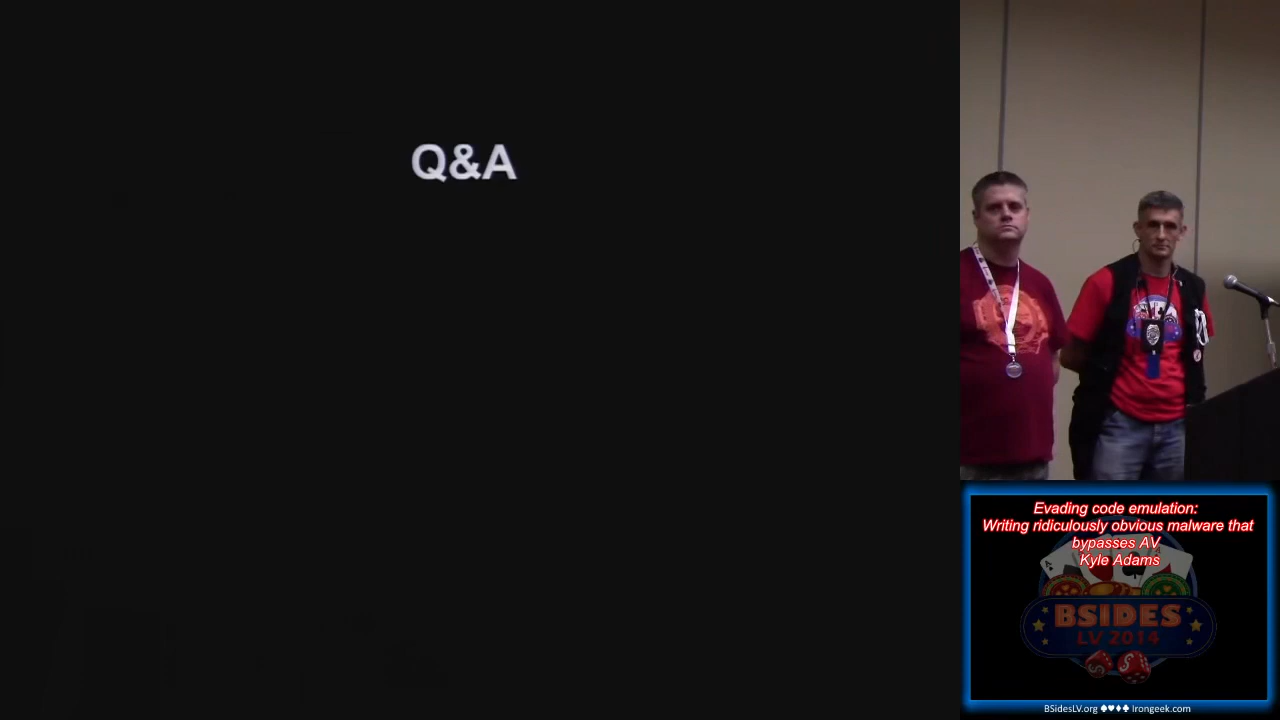 Q&A
Evading code emulation:
Writing ridiculously obvious malware that
bypasses AV
Kyle Adams
BSIDES
LV 2014
BSidesLV.org ♠♥♦♣ Irongeek.com